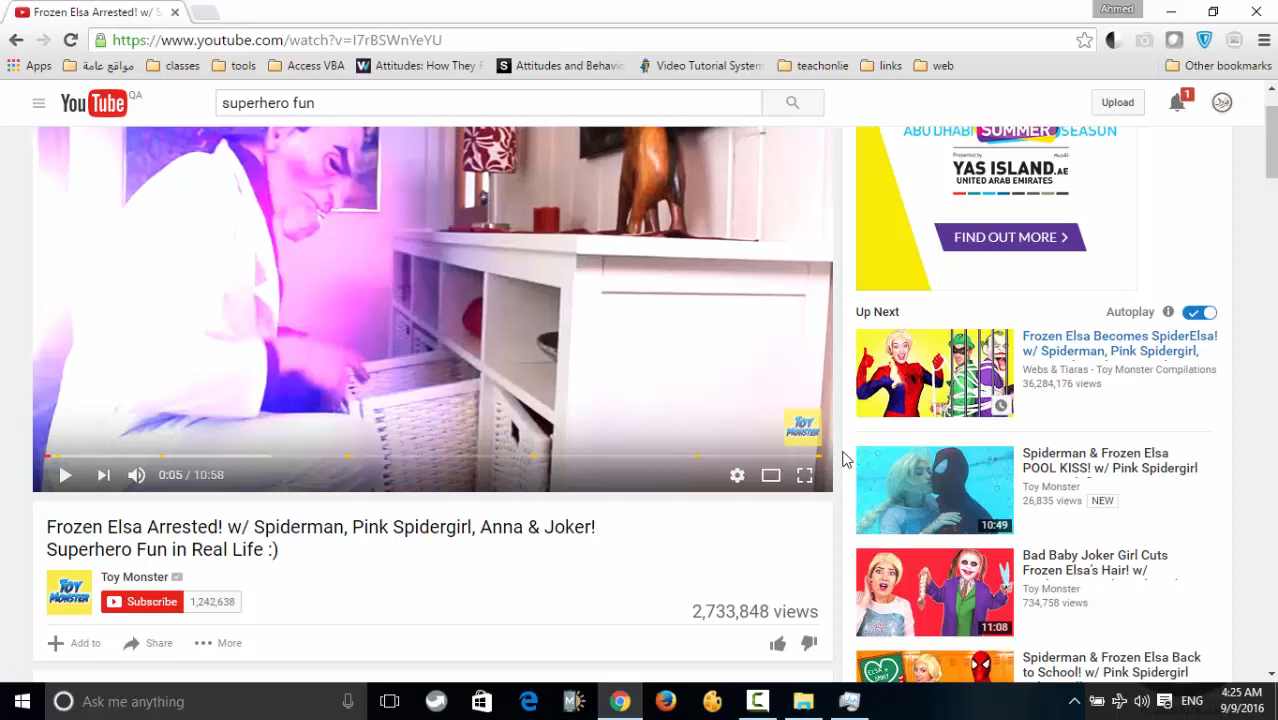 Frozen Elsa Arrested! w/ S
Ahmed
https://www.youtube.com/watch?v=I7rBSWnYeYU
Apps مواقع عامة classes tools Access VBA Attitudes: How They F Attitudes and Behavic Video Tutorial System teachonlie links web Other bookmarks
YouTube QA superhero fun Upload 1
ABU DHABI SUMMER SEASON
Presented by
YAS ISLAND.AE
UNITED ARAB EMIRATES
FIND OUT MORE
Up Next Autoplay
Frozen Elsa Becomes SpiderElsa!
w/ Spiderman, Pink Spidergirl,
Webs & Tiaras - Toy Monster Compilations
36,284,176 views
TOY
MONSTER
0:05 / 10:58
Spiderman & Frozen Elsa
POOL KISS! w/ Pink Spidergirl
Toy Monster
26,835 views NEW
10:49
Frozen Elsa Arrested! w/ Spiderman, Pink Spidergirl, Anna & Joker!
Superhero Fun in Real Life :)
TOY
MONSTER
Toy Monster
Subscribe 1,242,638
2,733,848 views
Add to Share More
Bad Baby Joker Girl Cuts
Frozen Elsa's Hair! w/
Toy Monster
734,758 views
11:08
Spiderman & Frozen Elsa Back
to School! w/ Pink Spidergirl
ELSA
Ask me anything
ENG
4:25 AM
9/9/2016